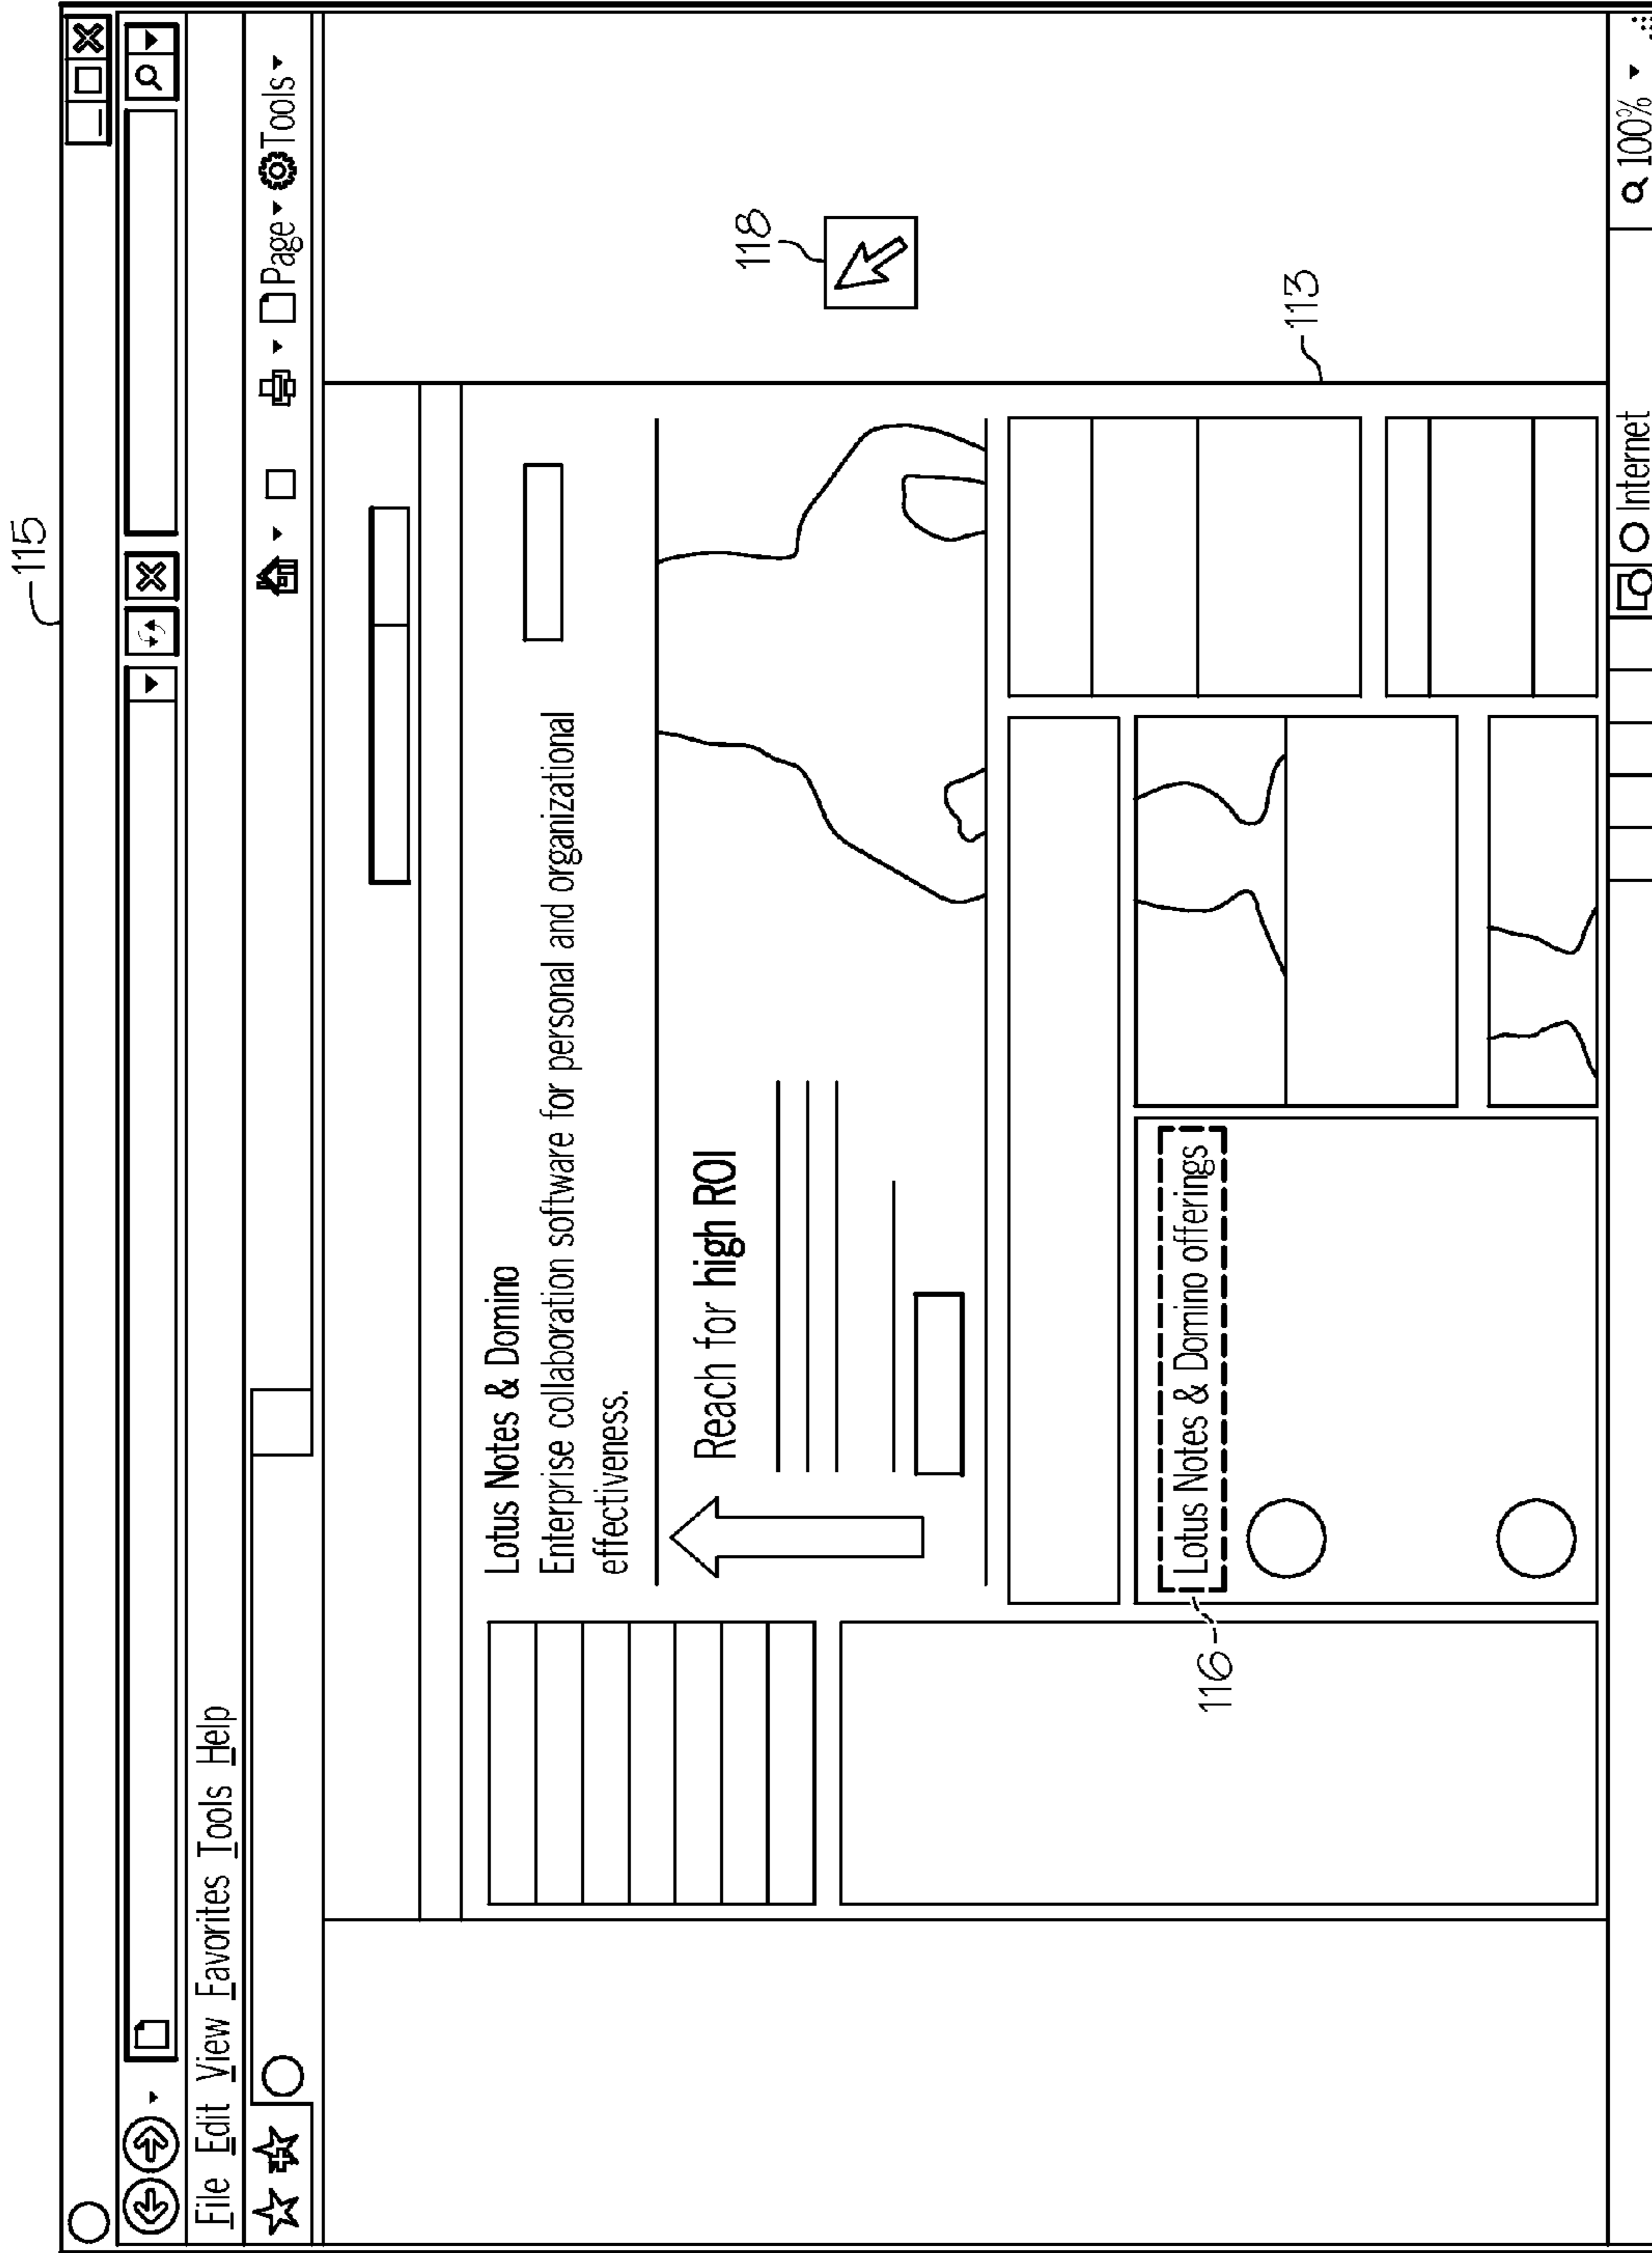 115
File Edit View Favorites Tools Help
Page Tools
Lotus Notes & Domino
Enterprise collaboration software for personal and organizational
effectiveness.
Reach for high ROI
118
Lotus Notes & Domino offerings
116
113
Internet
100%